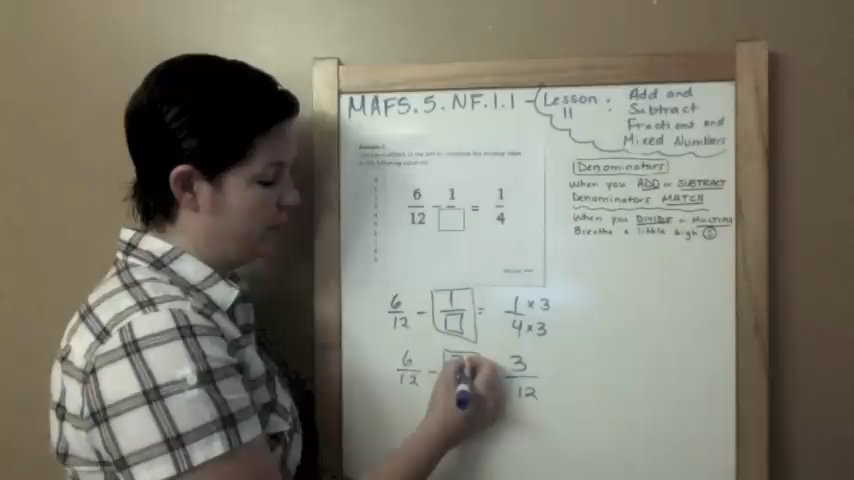 MAFS.5.NF.1.1 - Lesson 11 : Add and
Subtract
Fractions and
Mixed Numbers
Denominators
When you ADD or SUBTRACT
Denominators MATCH
When you DIVIDE or MULTIPLY
Breathe a little sigh
6/12 - 1/□ = 1/4
6/12 - 1/□ = 1 × 3 / 4 × 3
6/12 - 3/12